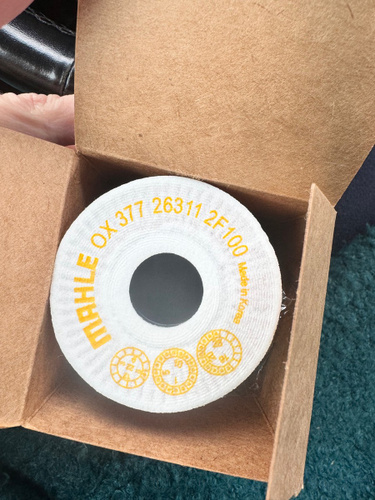 MAHLE OX 377 26311 2F100
Made in Korea